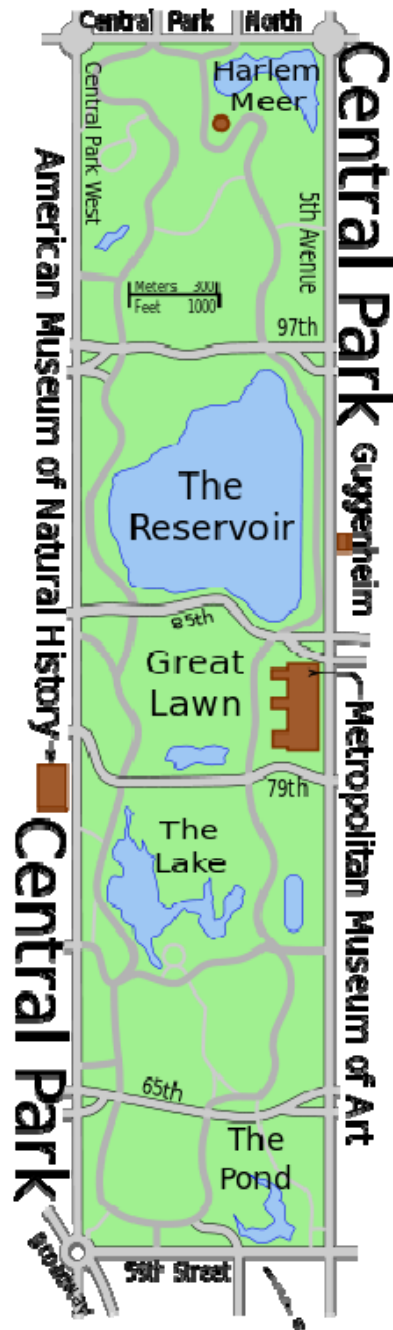 Central Park North
Harlem
Meer
Central Park West
Central Park
5th Avenue
Meters 300
Feet 1000
97th
American Museum of Natural History
Guggenheim
The
Reservoir
85th
Great
Lawn
Metropolitan Museum of Art
79th
The
Lake
Central Park
65th
The
Pond
Broadway
59th Street